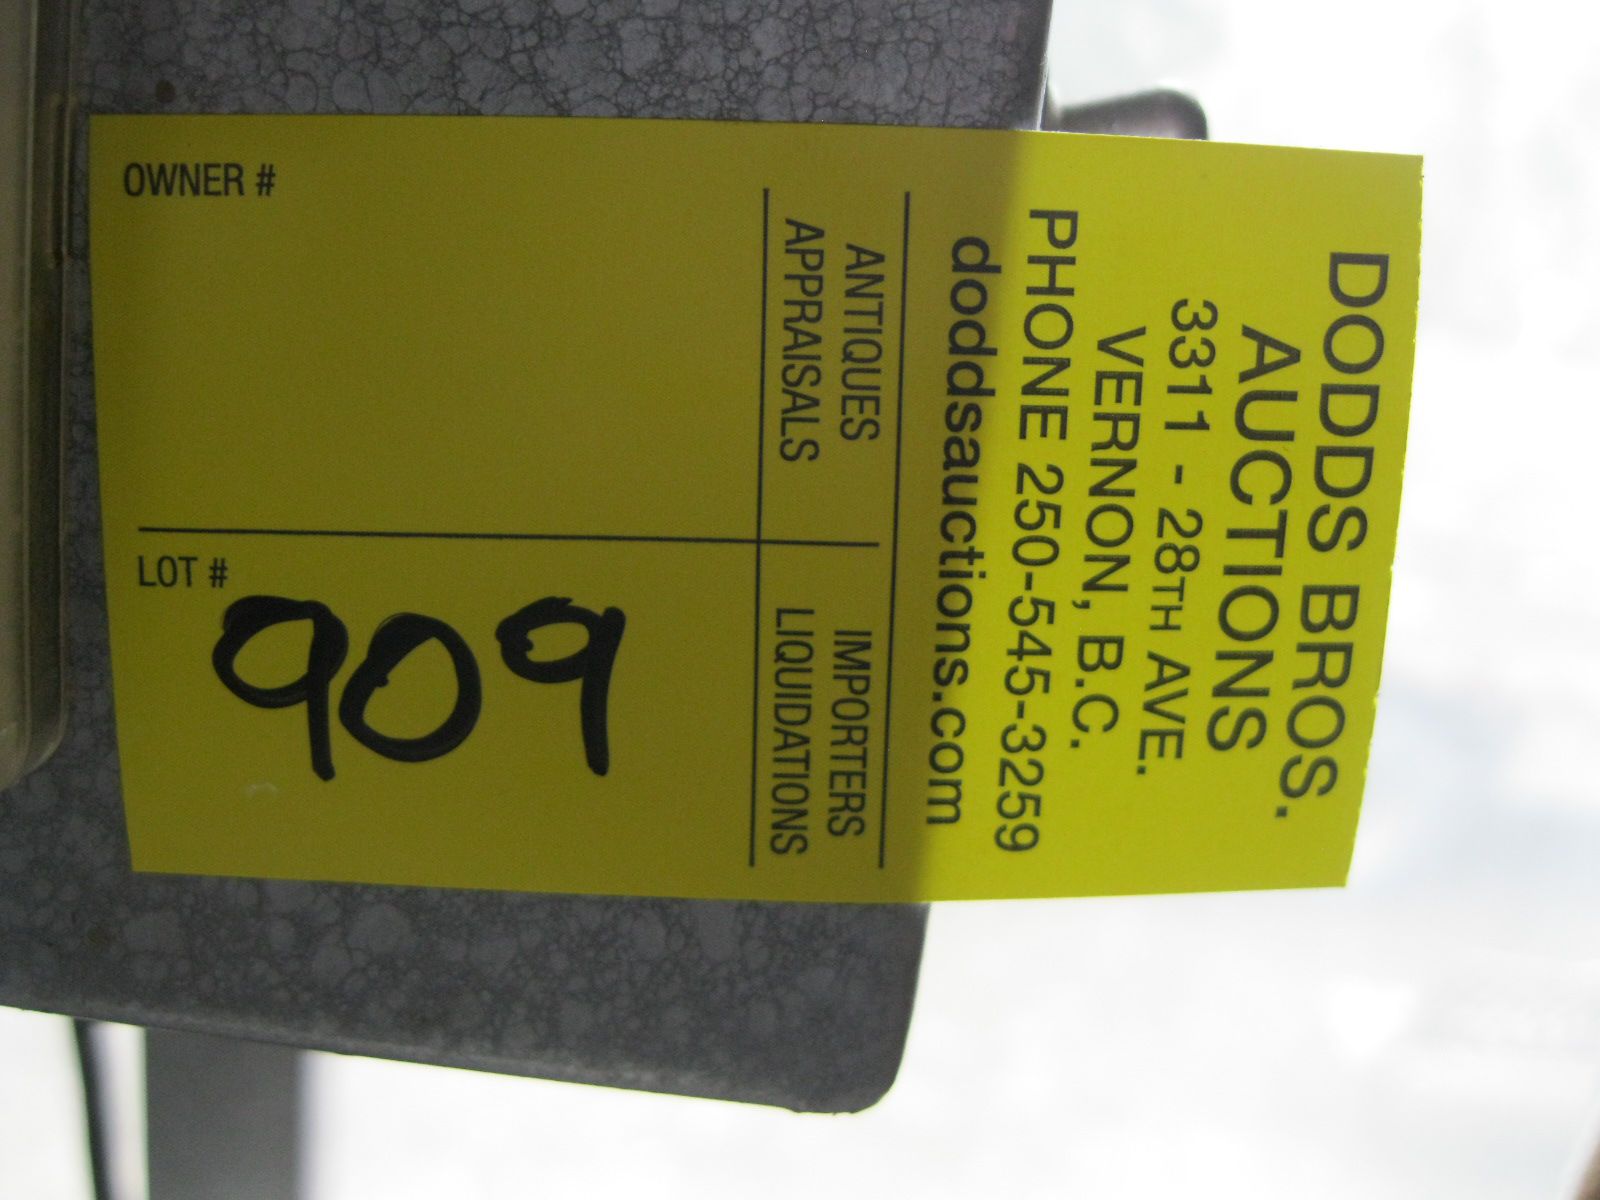 DODDS BROS.
AUCTIONS
3311 - 28TH AVE.
VERNON, B.C.
PHONE 250-545-3259
doddsauctions.com
ANTIQUES
APPRAISALS
IMPORTERS
LIQUIDATIONS
OWNER #
LOT #
909